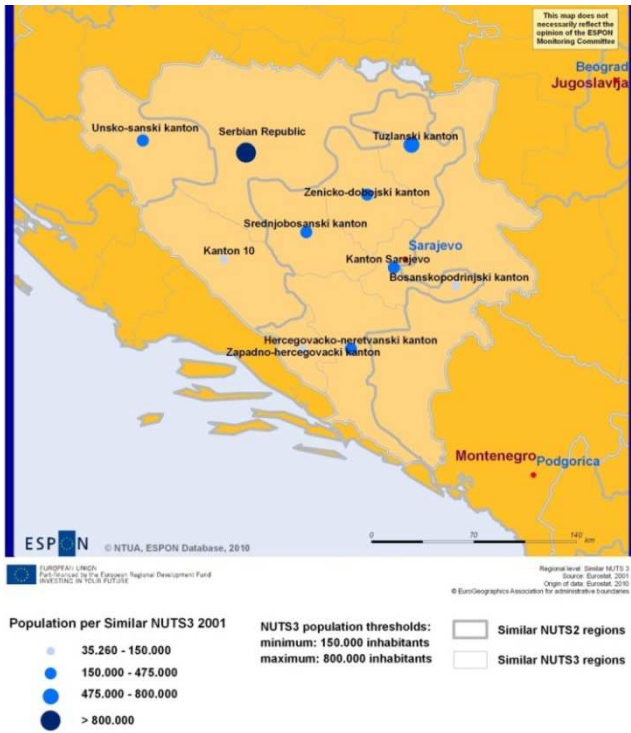 This map does not
necessarily reflect the
opinion of the ESPON
Monitoring Committee
Beograd
Jugoslavija
Unsko-sanski kanton
Serbian Republic
Tuzlanski kanton
Zenicko-dobojski kanton
Srednjobosanski kanton
Sarajevo
Kanton 10
Kanton Sarajevo
Bosanskopodrinjski kanton
Hercegovacko-neretvanski kanton
Zapadno-hercegovacki kanton
Montenegro
Podgorica
ESPON
© NTUA, ESPON Database, 2010
0 70 140
km
EUROPEAN UNION
Part-financed by the European Regional Development Fund
INVESTING IN YOUR FUTURE
Regional level: Similar NUTS 3
Source: Eurostat, 2001
Origin of data: Eurostat, 2010
© EuroGeographics Association for administrative boundaries
Population per Similar NUTS3 2001
35.260 - 150.000
150.000 - 475.000
475.000 - 800.000
> 800.000
NUTS3 population thresholds:
minimum: 150.000 inhabitants
maximum: 800.000 inhabitants
Similar NUTS2 regions
Similar NUTS3 regions